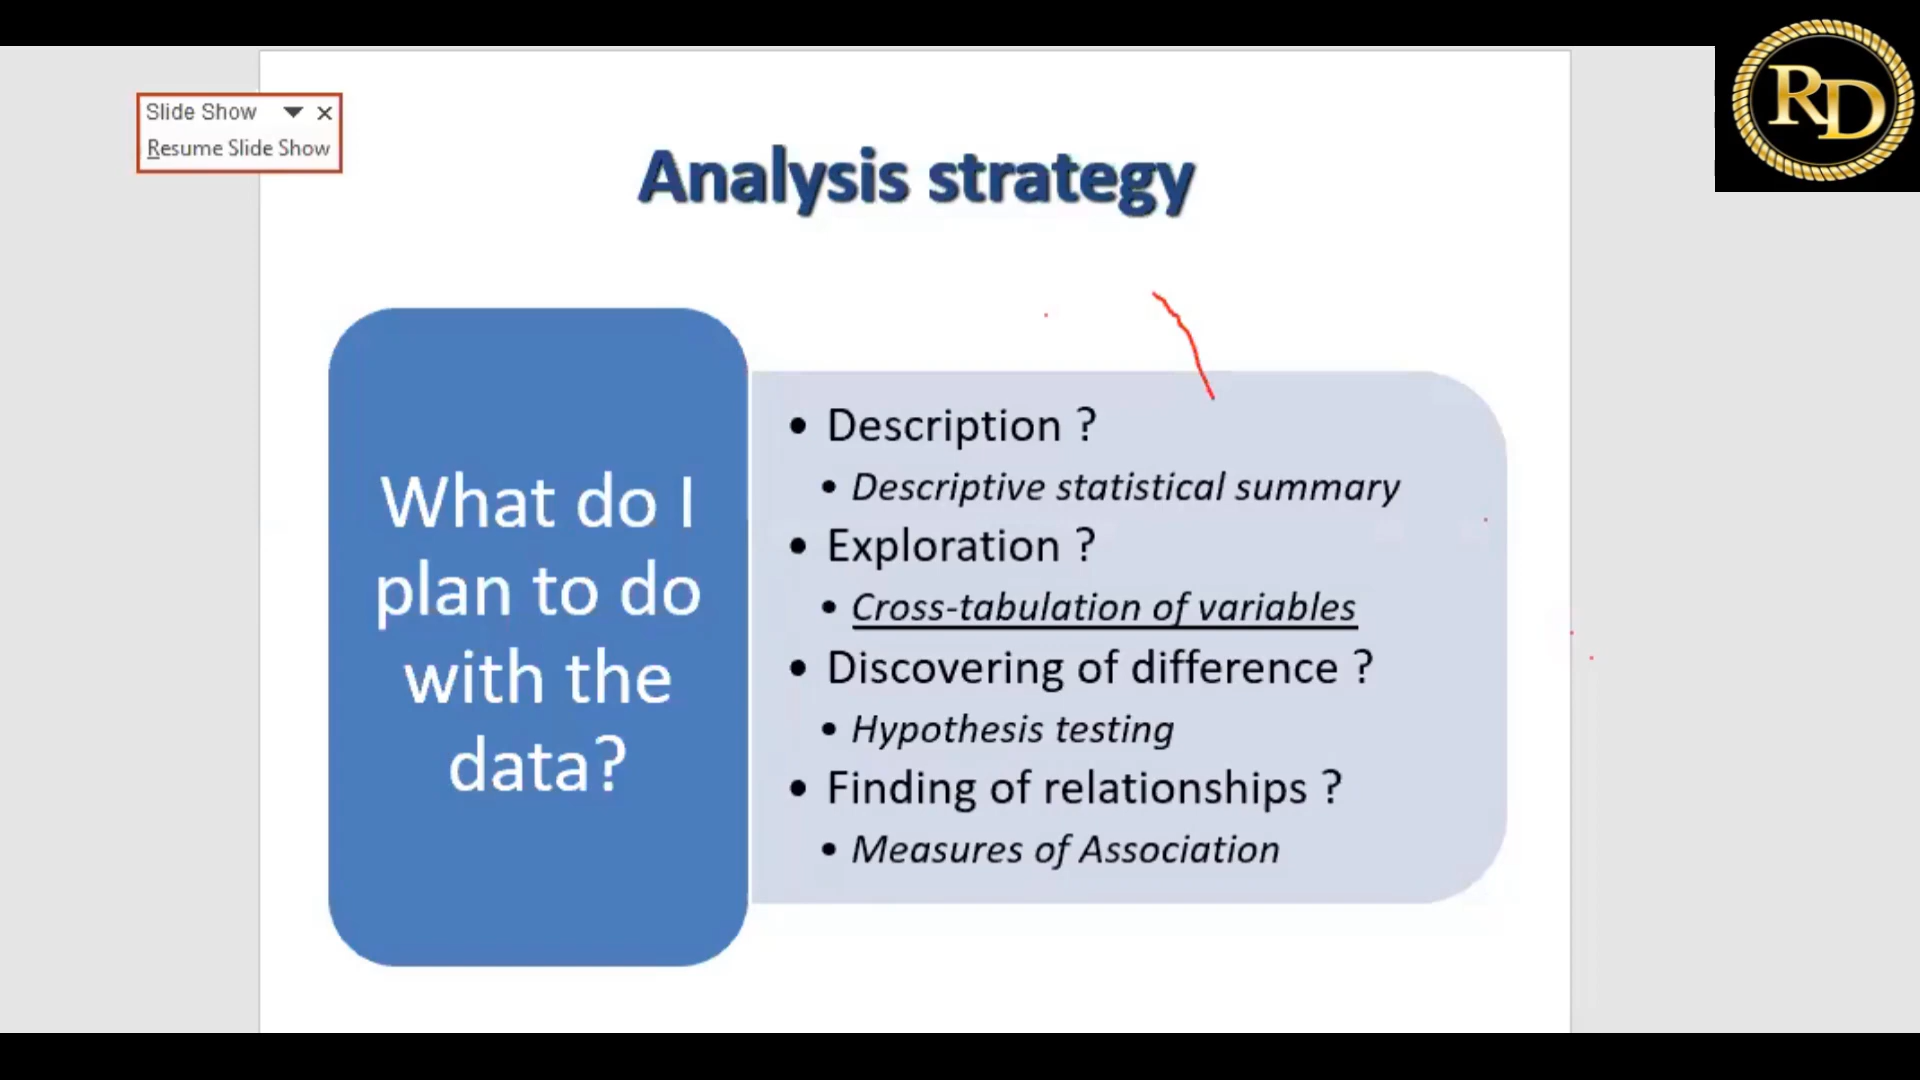 Slide Show
Resume Slide Show
RD
Analysis strategy
What do I
plan to do
with the
data?
• Description ?
• Descriptive statistical summary
• Exploration ?
• Cross-tabulation of variables
• Discovering of difference ?
• Hypothesis testing
• Finding of relationships ?
• Measures of Association